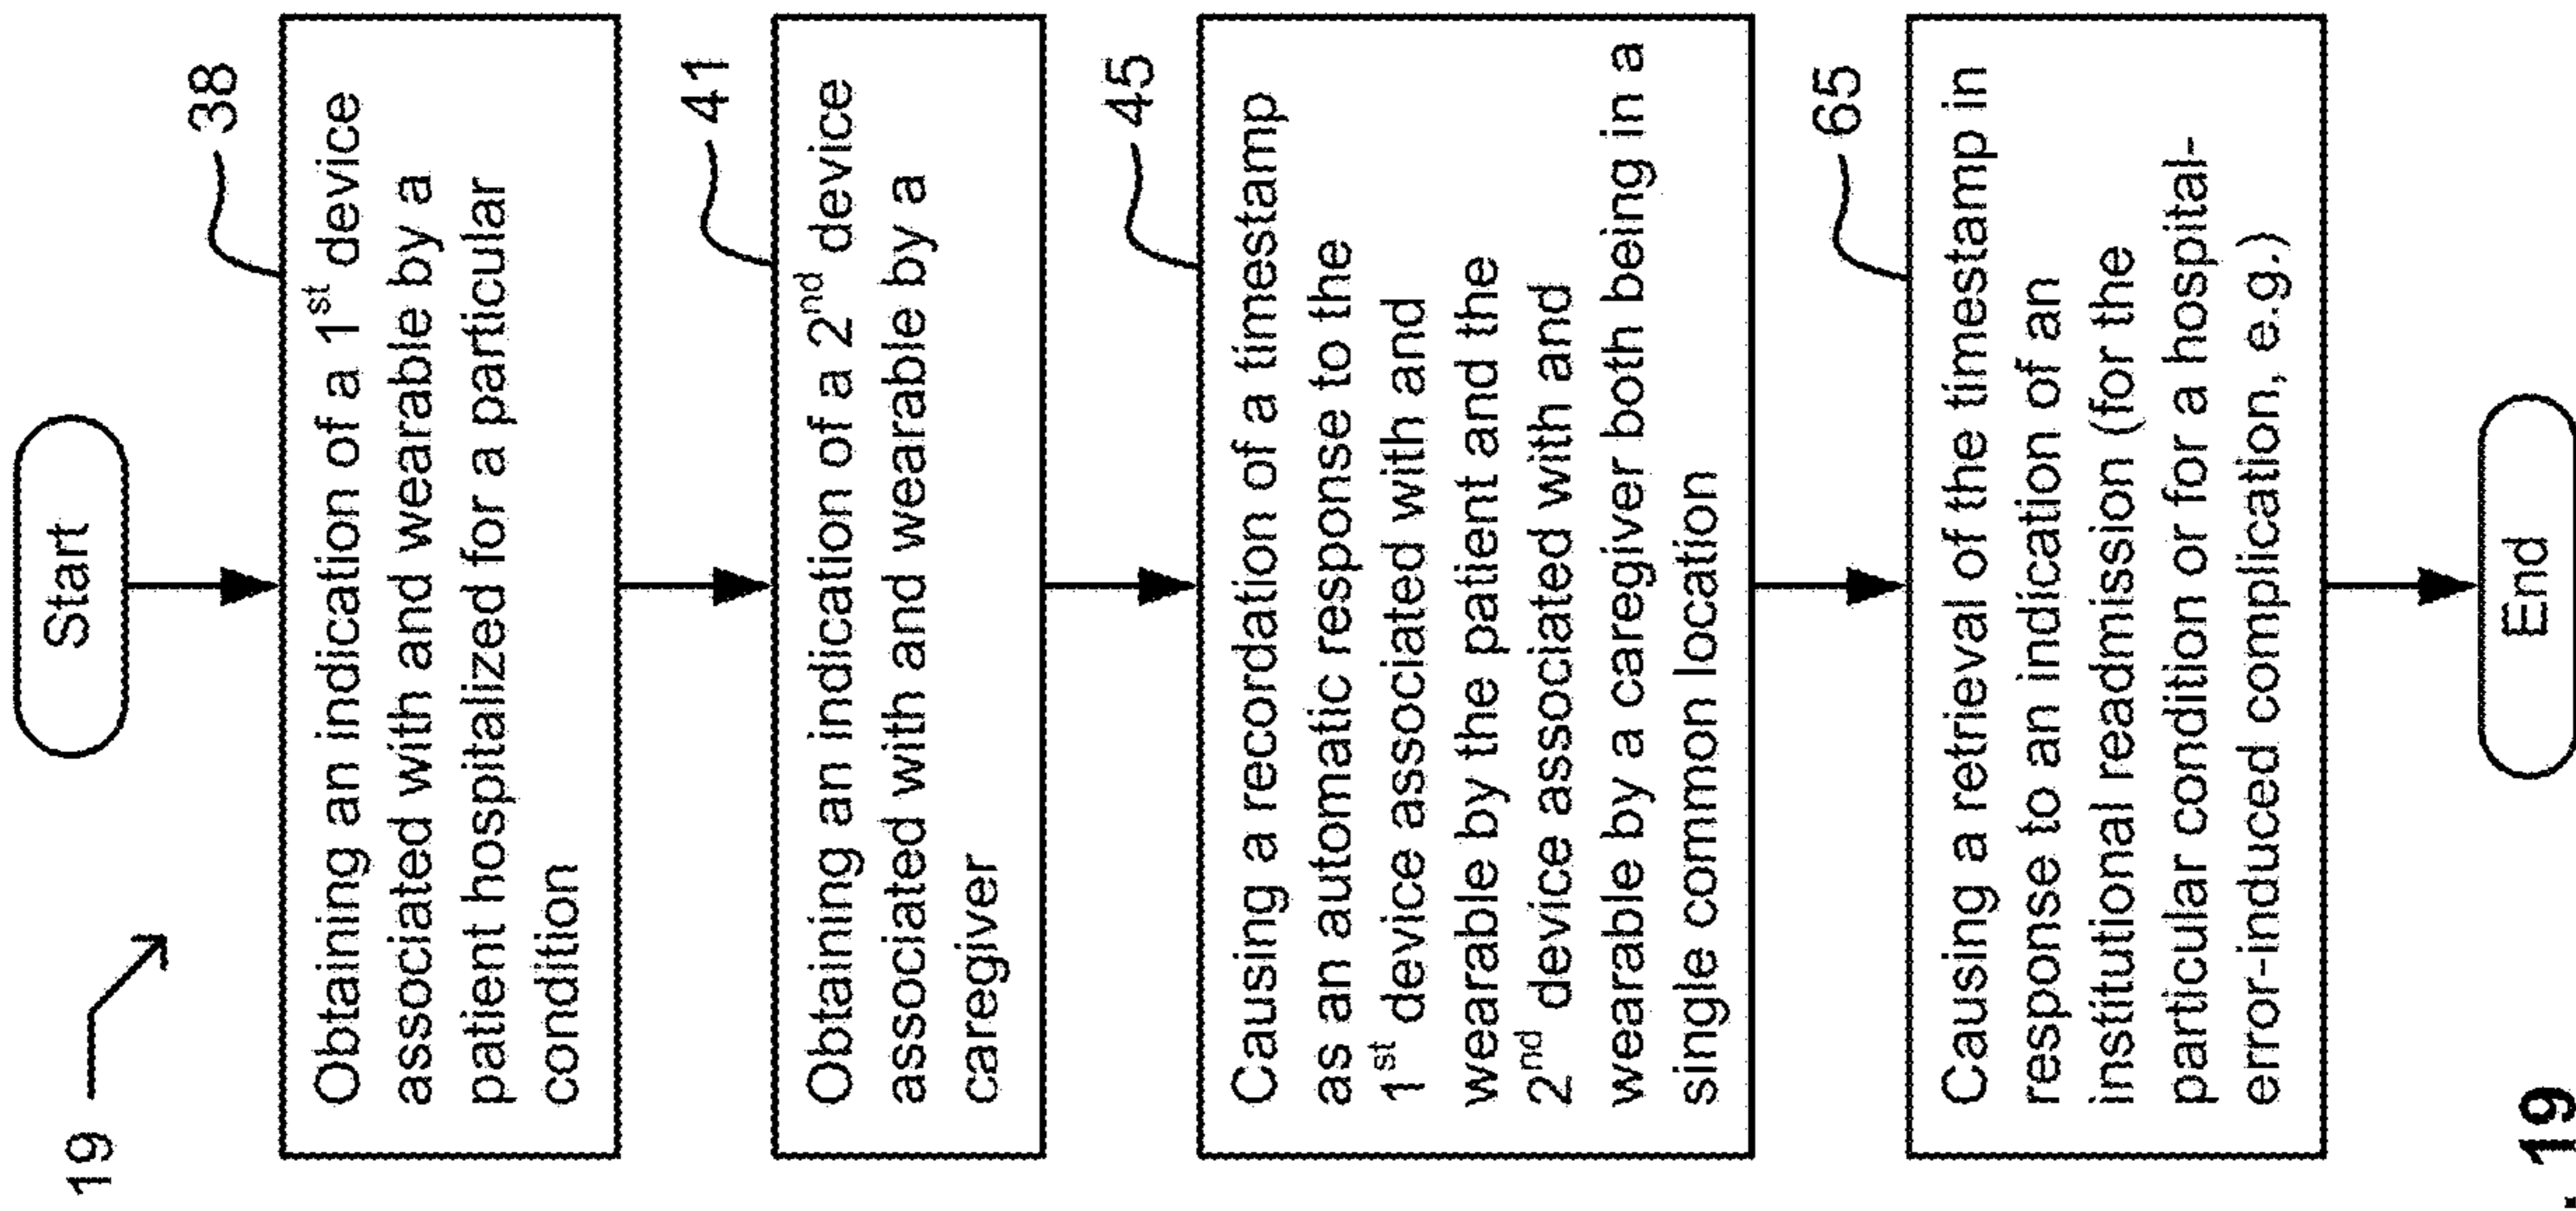 19
Start
38
Obtaining an indication of a 1st device
associated with and wearable by a
patient hospitalized for a particular
condition
41
Obtaining an indication of a 2nd device
associated with and wearable by a
caregiver
45
Causing a recordation of a timestamp
as an automatic response to the
1st device associated with and
wearable by the patient and the
2nd device associated with and
wearable by a caregiver both being in a
single common location
65
Causing a retrieval of the timestamp in
response to an indication of an
institutional readmission (for the
particular condition or for a hospital-
error-induced complication, e.g.)
End
. 19